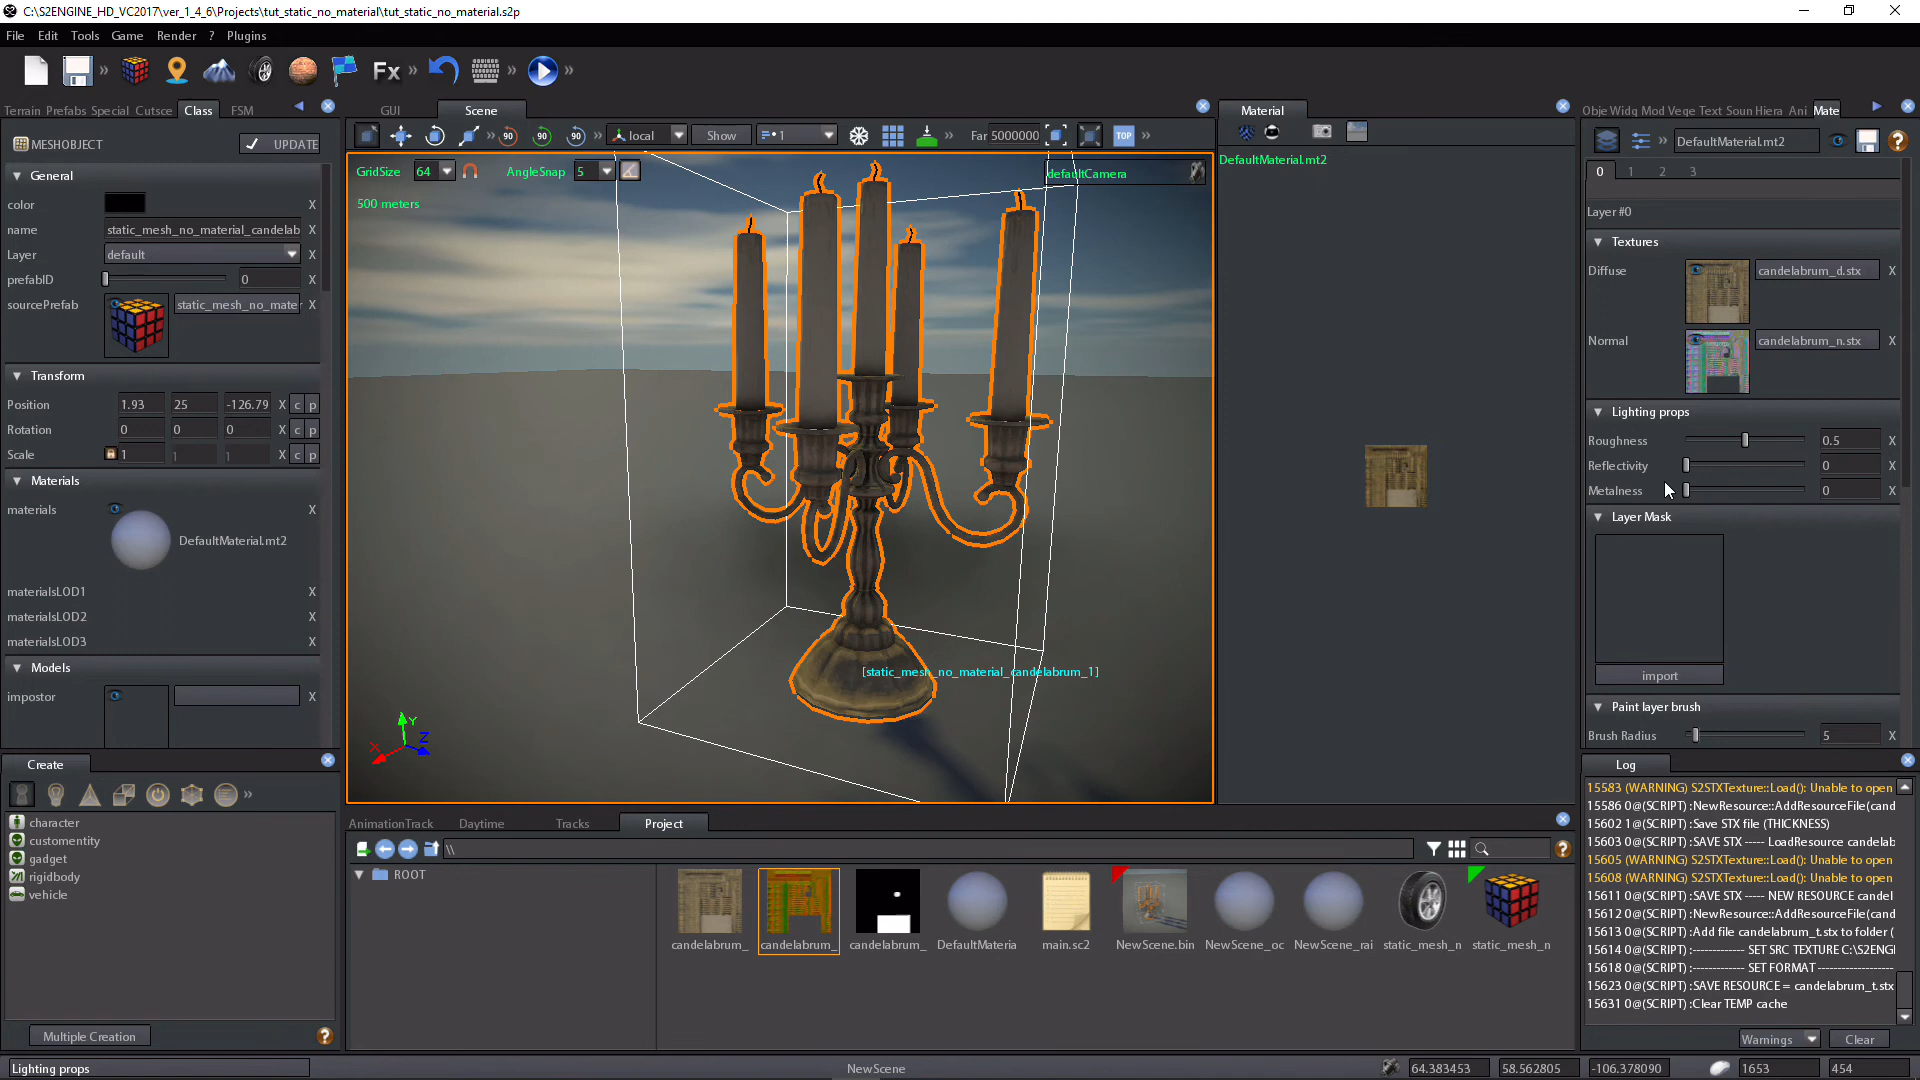 C:\S2ENGINE_HD_VC2017\ver_1_4_6\Projects\tut_static_no_material\tut_static_no_material.s2p
File Edit Tools Game Render ? Plugins
Fx
Terrain Prefabs Special Cutsce Class FSM
MESHOBJECT
UPDATE
General
color X
name static_mesh_no_material_candelab X
Layer default X
prefabID 0 X
sourcePrefab static_mesh_no_mater X
Transform
Position 1.93 25 -126.79 X c p
Rotation 0 0 0 X c p
Scale 1 1 1 X c p
Materials
materials DefaultMaterial.mt2 X
materialsLOD1 X
materialsLOD2 X
materialsLOD3 X
Models
impostor X
Create
character
customentity
gadget
rigidbody
vehicle
Multiple Creation
Lighting props
GUI Scene
90 90 90 local Show 1 Far 5000000 TOP
GridSize 64 AngleSnap 5 defaultCamera
500 meters
[static_mesh_no_material_candelabrum_1]
Y
X
Z
AnimationTrack Daytime Tracks Project
\\
ROOT
candelabrum_ candelabrum_ candelabrum_ DefaultMateria main.sc2 NewScene.bin NewScene_oc NewScene_rai static_mesh_n static_mesh_n
NewScene
Material
DefaultMaterial.mt2
Obje Widg Mod Vege Text Soun Hiera Ani Mate
DefaultMaterial.mt2
0 1 2 3
Layer #0
Textures
Diffuse candelabrum_d.stx X
Normal candelabrum_n.stx X
Lighting props
Roughness 0.5 X
Reflectivity 0 X
Metalness 0 X
Layer Mask
import
Paint layer brush
Brush Radius 5 X
Log
15583 (WARNING) S2STXTexture::Load(): Unable to open
15586 0@(SCRIPT) :NewResource::AddResourceFile(cand
15602 1@(SCRIPT) :Save STX file (THICKNESS)
15603 0@(SCRIPT) :SAVE STX ----- LoadResource candelab
15605 (WARNING) S2STXTexture::Load(): Unable to open
15608 (WARNING) S2STXTexture::Load(): Unable to open
15611 0@(SCRIPT) :SAVE STX ----- NEW RESOURCE candel
15612 0@(SCRIPT) :NewResource::AddResourceFile(cand
15613 0@(SCRIPT) :Add file candelabrum_t.stx to folder (
15614 0@(SCRIPT) :------------- SET SRC TEXTURE C:\S2ENGI
15618 0@(SCRIPT) :------------- SET FORMAT -------------------
15623 0@(SCRIPT) :SAVE RESOURCE = candelabrum_t.stx
15631 0@(SCRIPT) :Clear TEMP cache
Warnings Clear
64.383453 58.562805 -106.378090 1653 454